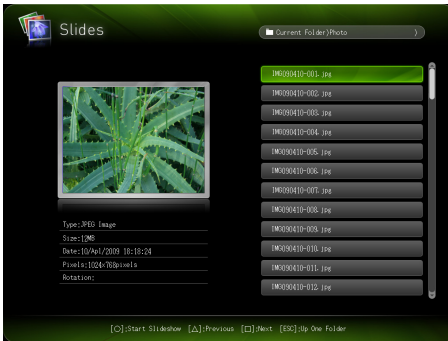 Slides
Current Folder〉Photo 〉
IMG090410-001.jpg
IMG090410-002.jpg
IMG090410-003.jpg
IMG090410-004.jpg
IMG090410-005.jpg
IMG090410-006.jpg
IMG090410-007.jpg
IMG090410-008.jpg
IMG090410-009.jpg
IMG090410-010.jpg
IMG090410-011.jpg
IMG090410-012.jpg
Type:JPEG Image
Size:12MB
Date:10/Apl/2009 18:18:24
Pixels:1024×768pixels
Rotation:
[○]:Start Slideshow [△]:Previous [□]:Next [ESC]:Up One Folder